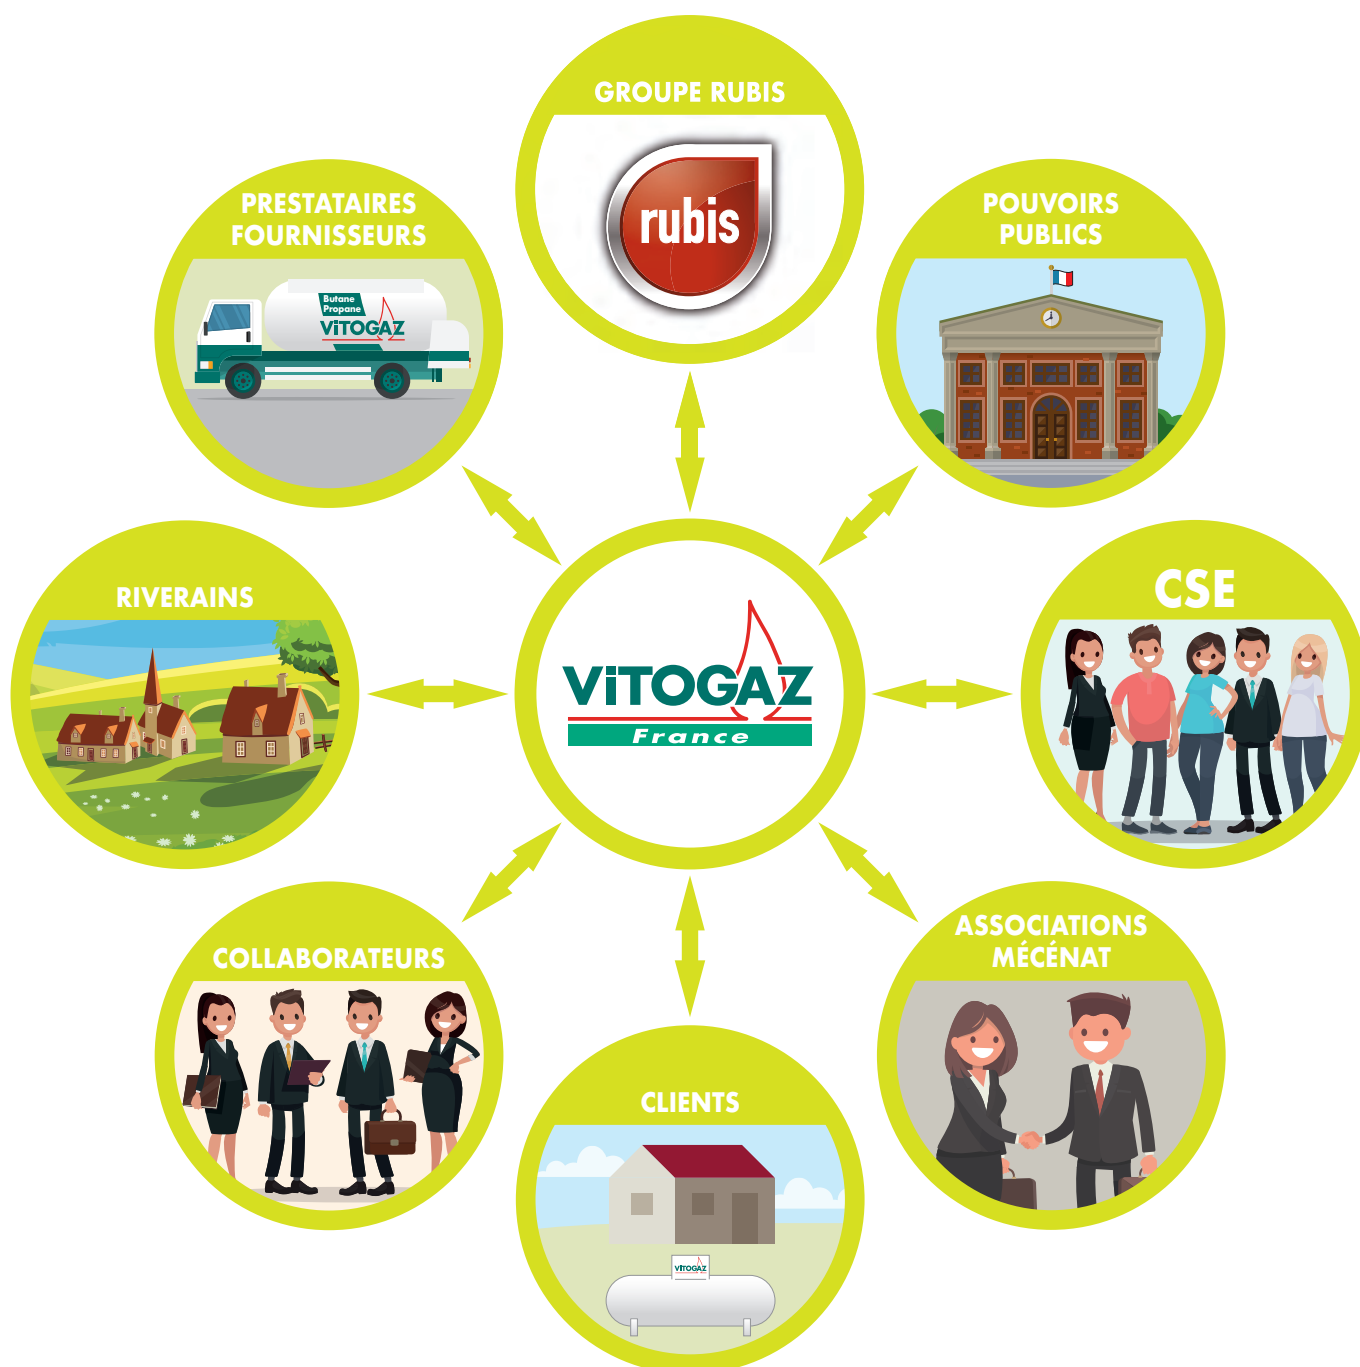 GROUPE RUBIS
rubis
PRESTATAIRES
FOURNISSEURS
Butane
Propane
ViTOGAZ
POUVOIRS
PUBLICS
RIVERAINS
ViTOGAZ
France
CSE
COLLABORATEURS
ASSOCIATIONS
MÉCÉNAT
CLIENTS
ViTOGAZ